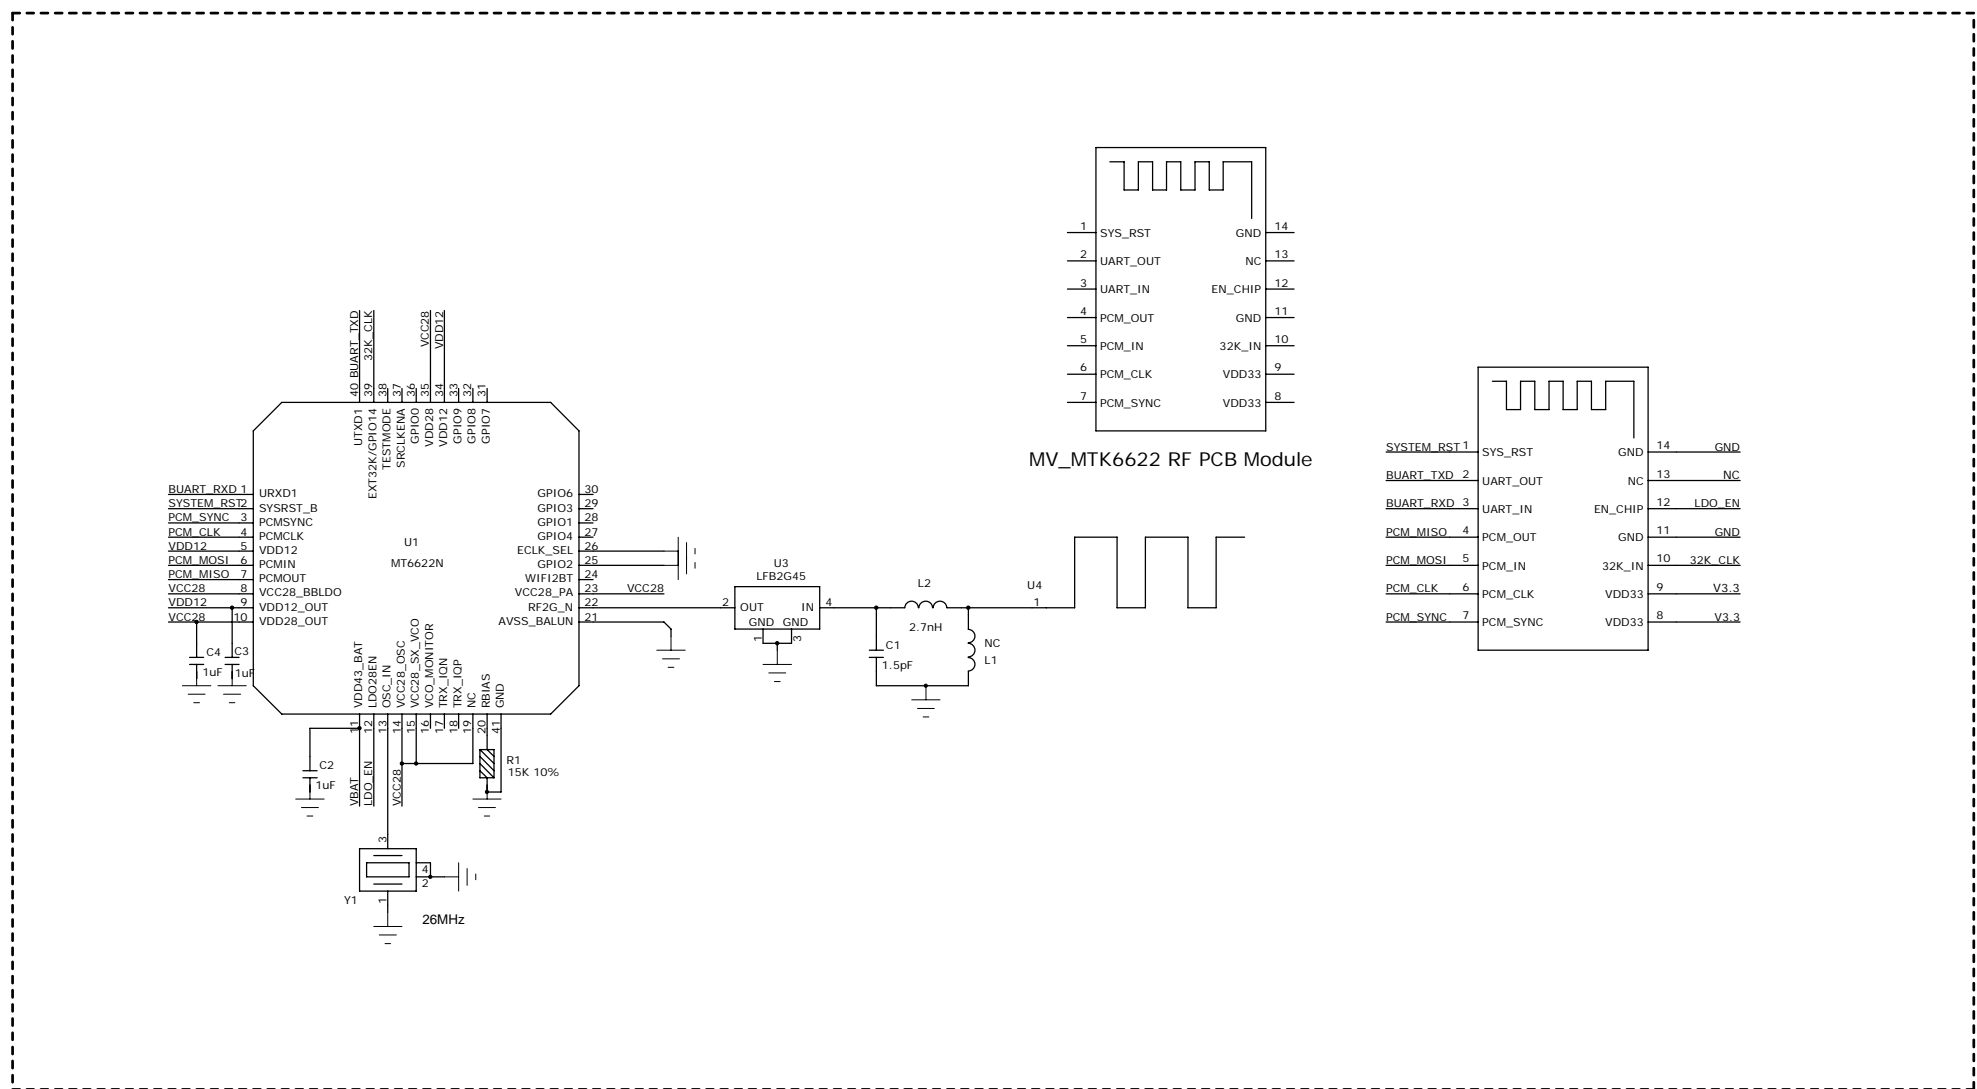 BUART_TXD
32K_CLK
VCC28
VDD12
40
39
38
37
36
35
34
33
32
31
UTXD1
EXT32K/GPIO14
TESTMODE
SRCLKENA
GPIO0
VDD28
VDD12
GPIO9
GPIO8
GPIO7
BUART_RXD 1 URXD1
SYSTEM_RST 2 SYSRST_B
PCM_SYNC 3 PCMSYNC
PCM_CLK 4 PCMCLK
VDD12 5 VDD12
PCM_MOSI 6 PCMIN
PCM_MISO 7 PCMOUT
VCC28 8 VCC28_BBLDO
VDD12 9 VDD12_OUT
VCC28 10 VDD28_OUT
U1
MT6622N
GPIO6 30
GPIO3 29
GPIO1 28
GPIO4 27
ECLK_SEL 26
GPIO2 25
WIFI2BT 24
VCC28_PA 23 VCC28
RF2G_N 22
AVSS_BALUN 21
C4
1uF
C3
1uF
VDD43_BAT
LDO28EN
OSC_IN
VCC28_OSC
VCC28_SX_VCO
VCO_MONITOR
TRX_IQN
TRX_IQP
NC
RBIAS
GND
11
12
13
14
15
16
17
18
19
20
41
C2
1uF
VBAT
LDO_EN
VCC28
R1
15K 10%
3
4
2
1
Y1
26MHz
U3
LFB2G45
2 OUT IN 4
GND GND
1 3
C1
1.5pF
L2
2.7nH
NC
L1
U4
1
1 SYS_RST GND 14
2 UART_OUT NC 13
3 UART_IN EN_CHIP 12
4 PCM_OUT GND 11
5 PCM_IN 32K_IN 10
6 PCM_CLK VDD33 9
7 PCM_SYNC VDD33 8
MV_MTK6622 RF PCB Module
SYSTEM_RST 1 SYS_RST GND 14 GND
BUART_TXD 2 UART_OUT NC 13 NC
BUART_RXD 3 UART_IN EN_CHIP 12 LDO_EN
PCM_MISO 4 PCM_OUT GND 11 GND
PCM_MOSI 5 PCM_IN 32K_IN 10 32K_CLK
PCM_CLK 6 PCM_CLK VDD33 9 V3.3
PCM_SYNC 7 PCM_SYNC VDD33 8 V3.3